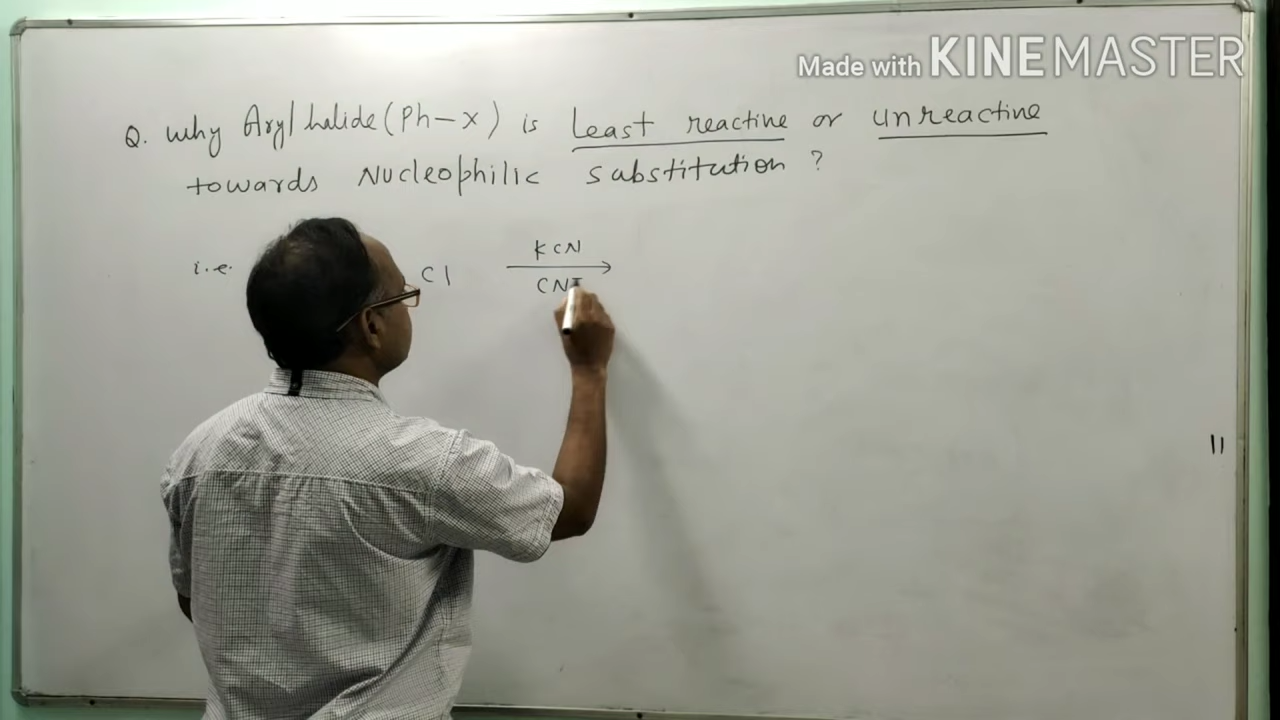 Made with KINEMASTER
Q. Why Aryl halide (Ph-X) is Least reactive or unreactive
towards Nucleophilic substitution ?
i.e. Cl KCN
CN